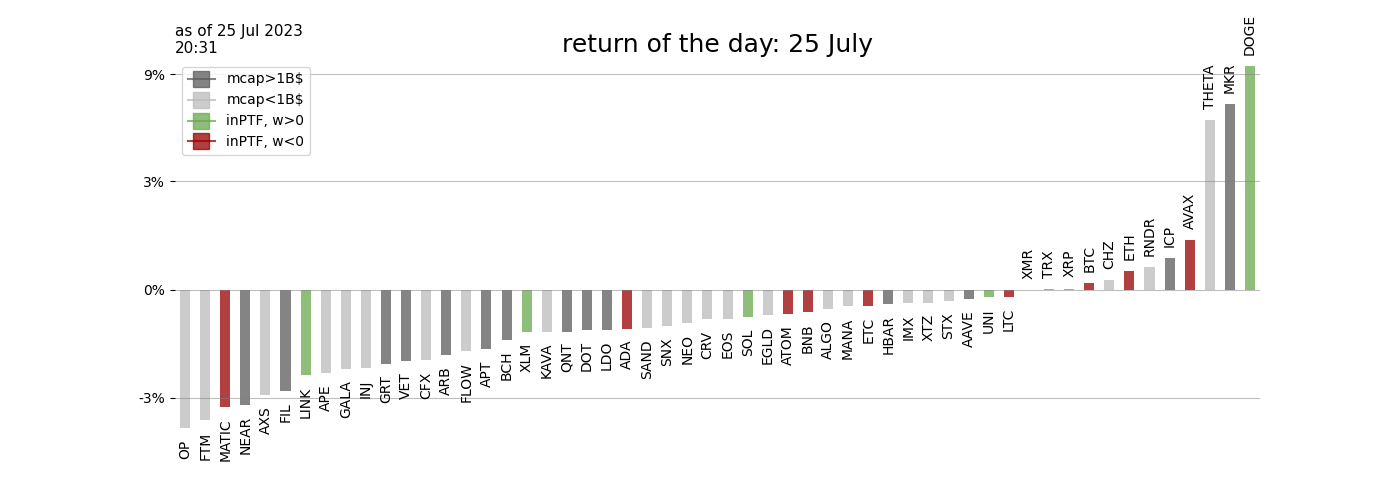 as of 25 Jul 2023
20:31
return of the day: 25 July
mcap>1B$
mcap<1B$
inPTF, w>0
inPTF, w<0
9%
3%
0%
-3%
OP
FTM
MATIC
NEAR
AXS
FIL
LINK
APE
GALA
INJ
GRT
VET
CFX
ARB
FLOW
APT
BCH
XLM
KAVA
QNT
DOT
LDO
ADA
SAND
SNX
NEO
CRV
EOS
SOL
EGLD
ATOM
BNB
ALGO
MANA
ETC
HBAR
IMX
XTZ
STX
AAVE
UNI
LTC
XMR
TRX
XRP
BTC
CHZ
ETH
RNDR
ICP
AVAX
THETA
MKR
DOGE